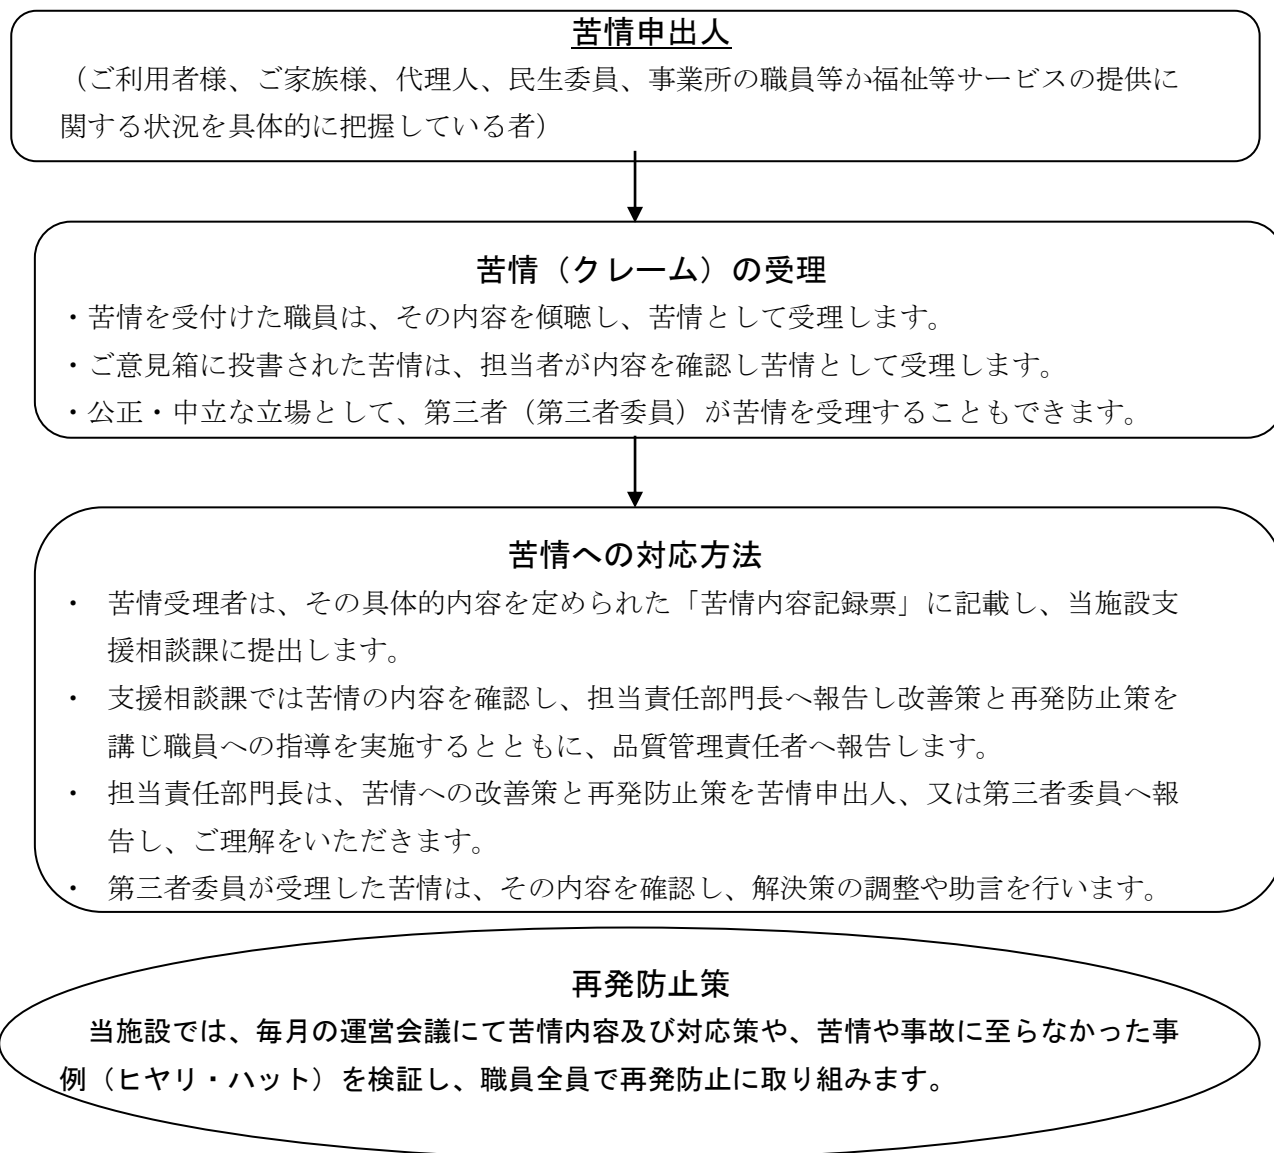 苦情申出人
（ご利用者様、ご家族様、代理人、民生委員、事業所の職員等か福祉等サービスの提供に
関する状況を具体的に把握している者）
苦情（クレーム）の受理
・苦情を受付けた職員は、その内容を傾聴し、苦情として受理します。
・ご意見箱に投書された苦情は、担当者が内容を確認し苦情として受理します。
・公正・中立な立場として、第三者（第三者委員）が苦情を受理することもできます。
苦情への対応方法
・ 苦情受理者は、その具体的内容を定められた「苦情内容記録票」に記載し、当施設支
援相談課に提出します。
・ 支援相談課では苦情の内容を確認し、担当責任部門長へ報告し改善策と再発防止策を
講じ職員への指導を実施するとともに、品質管理責任者へ報告します。
・ 担当責任部門長は、苦情への改善策と再発防止策を苦情申出人、又は第三者委員へ報
告し、ご理解をいただきます。
・ 第三者委員が受理した苦情は、その内容を確認し、解決策の調整や助言を行います。
再発防止策
当施設では、毎月の運営会議にて苦情内容及び対応策や、苦情や事故に至らなかった事
例（ヒヤリ・ハット）を検証し、職員全員で再発防止に取り組みます。